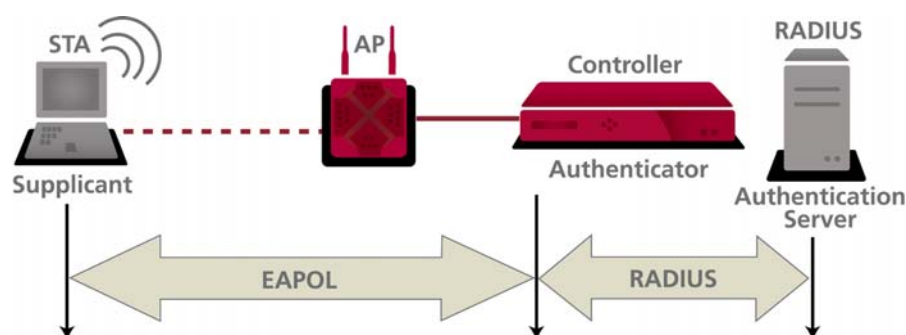 STA
AP
RADIUS
Controller
Supplicant
Authenticator
Authentication
Server
EAPOL
RADIUS